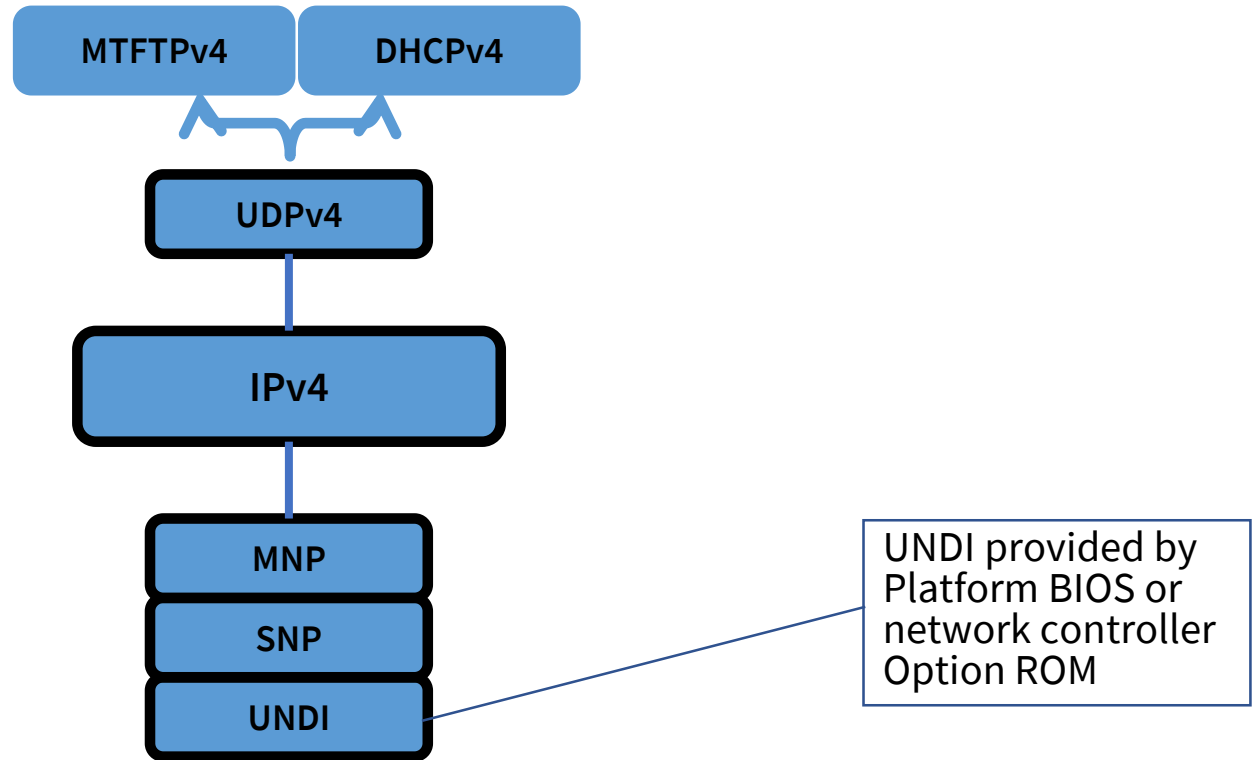 MTFTPv4
DHCPv4
UDPv4
IPv4
MNP
SNP
UNDI
UNDI provided by
Platform BIOS or
network controller
Option ROM